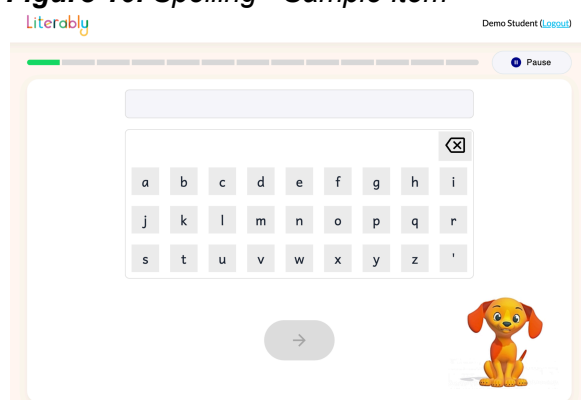 Figure 10. Spelling - Sample Item
Literably
Demo Student (Logout)
Pause
a b c d e f g h i
j k l m n o p q r
s t u v w x y z '